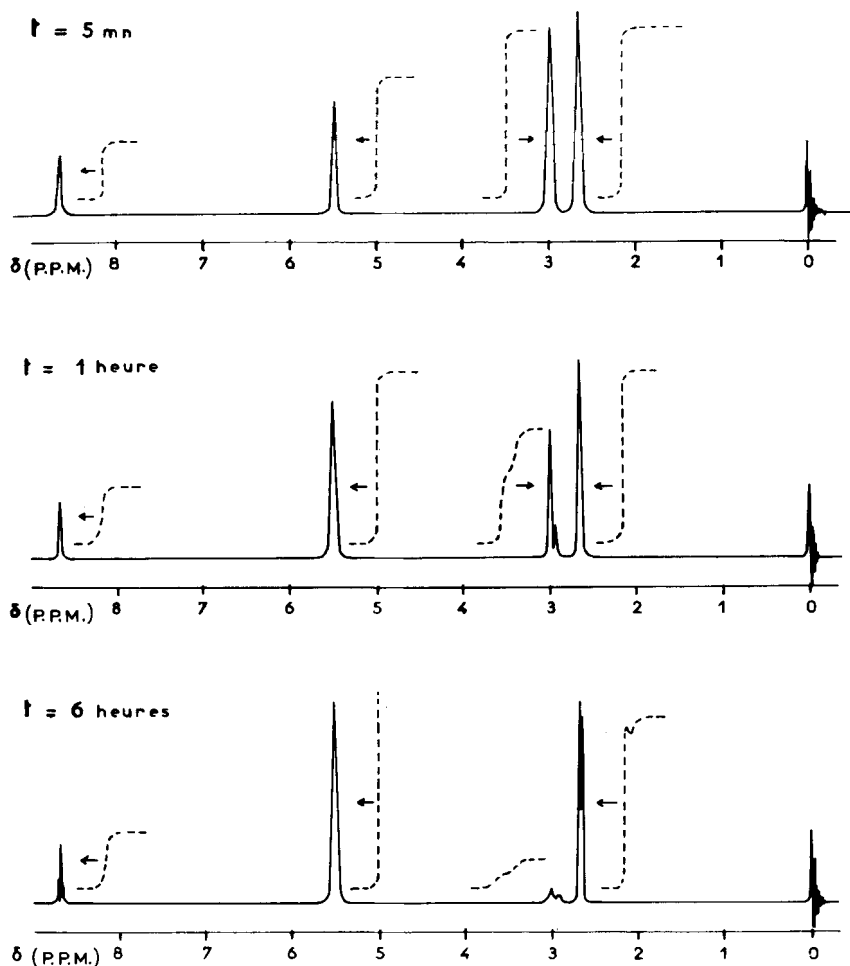 t = 5 mn
δ (P.P.M.) 8 7 6 5 4 3 2 1 0
t = 1 heure
δ (P.P.M.) 8 7 6 5 4 3 2 1 0
t = 6 heures
δ (P.P.M.) 8 7 6 5 4 3 2 1 0